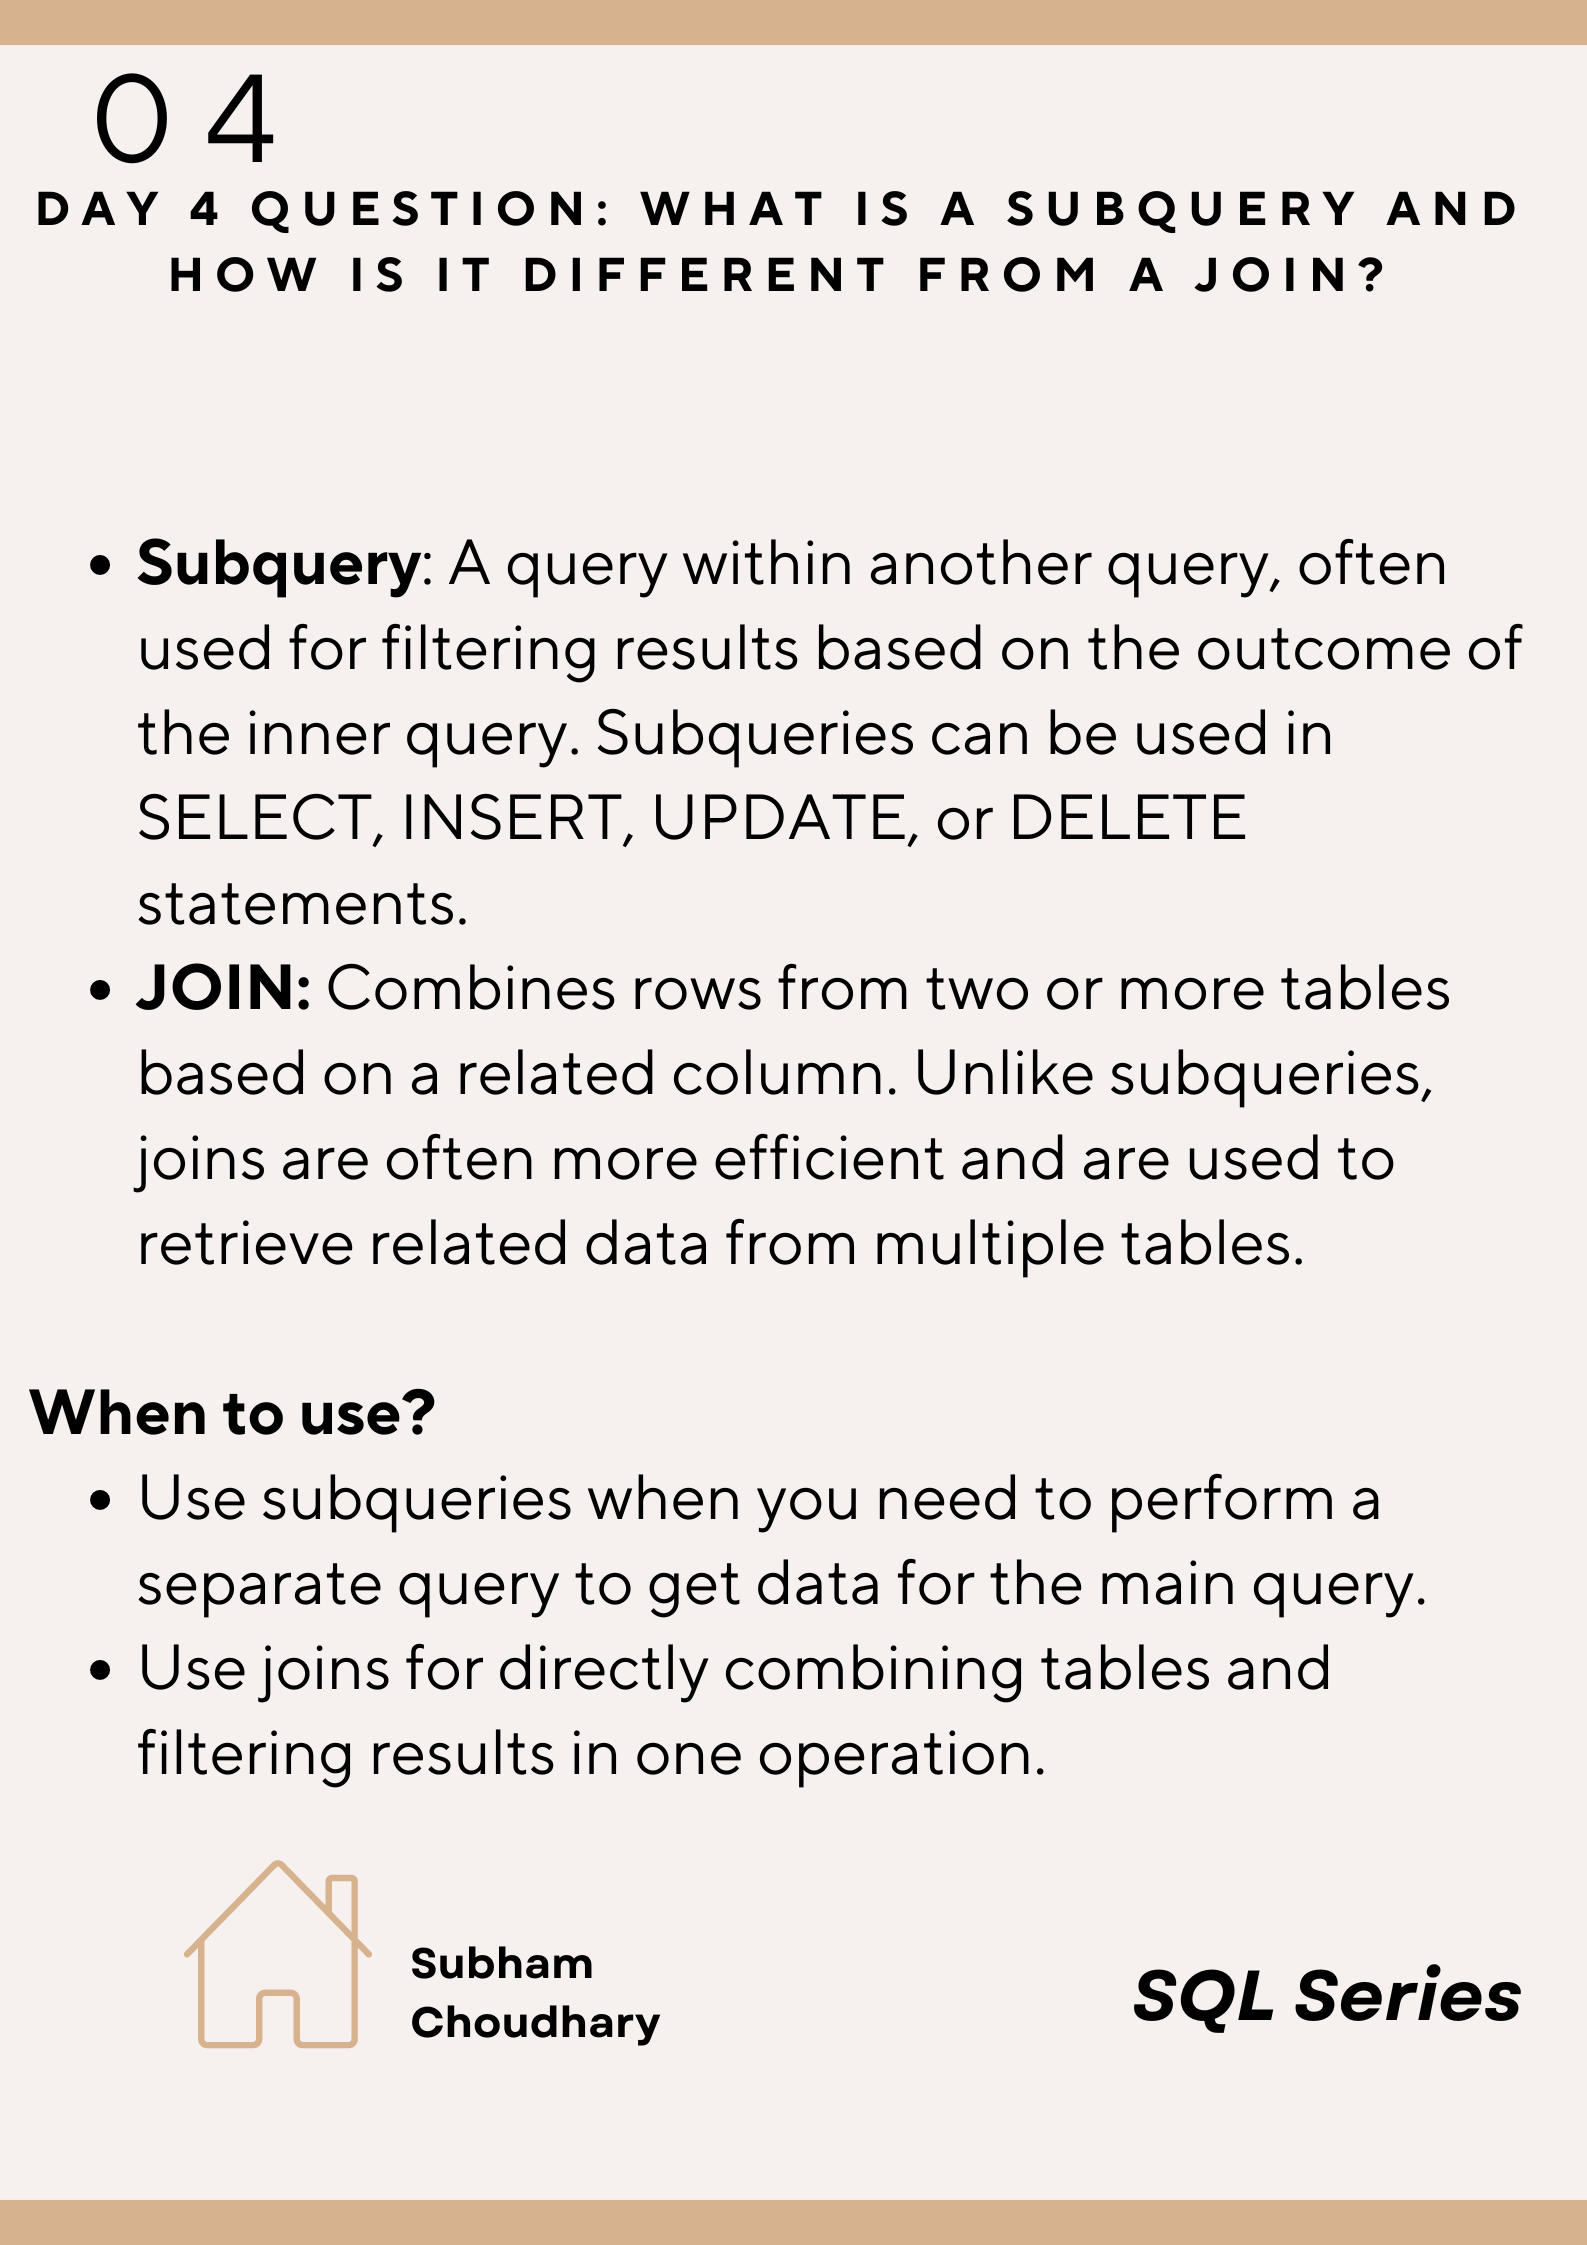 04
DAY 4 QUESTION: WHAT IS A SUBQUERY AND
HOW IS IT DIFFERENT FROM A JOIN?
• Subquery: A query within another query, often
used for filtering results based on the outcome of
the inner query. Subqueries can be used in
SELECT, INSERT, UPDATE, or DELETE
statements.
• JOIN: Combines rows from two or more tables
based on a related column. Unlike subqueries,
joins are often more efficient and are used to
retrieve related data from multiple tables.
When to use?
• Use subqueries when you need to perform a
separate query to get data for the main query.
• Use joins for directly combining tables and
filtering results in one operation.
Subham
Choudhary
SQL Series